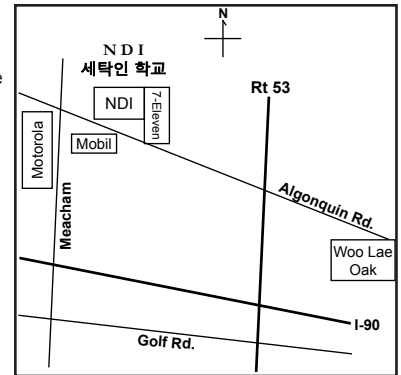 N
NDI
세탁인 학교
Rt 53
NDI
7-Eleven
Motorola
Mobil
Meacham
Algonquin Rd.
Woo Lae
Oak
I-90
Golf Rd.
e